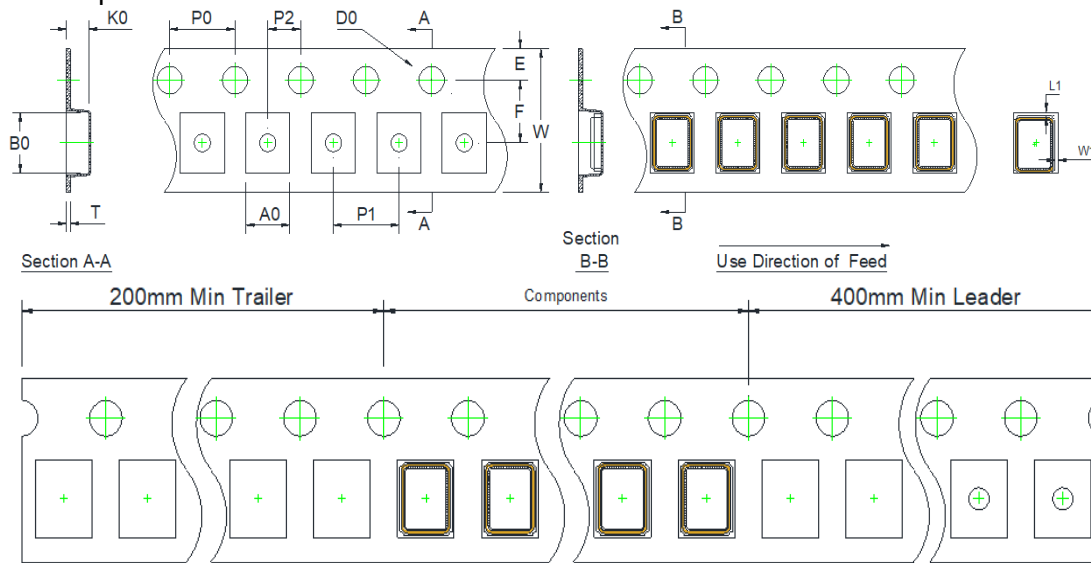 K0 P0 P2 D0 A B
E
L1
F
W
B0
W
T A0 P1 A B
Section A-A
Section
B-B
Use Direction of Feed
200mm Min Trailer Components 400mm Min Leader